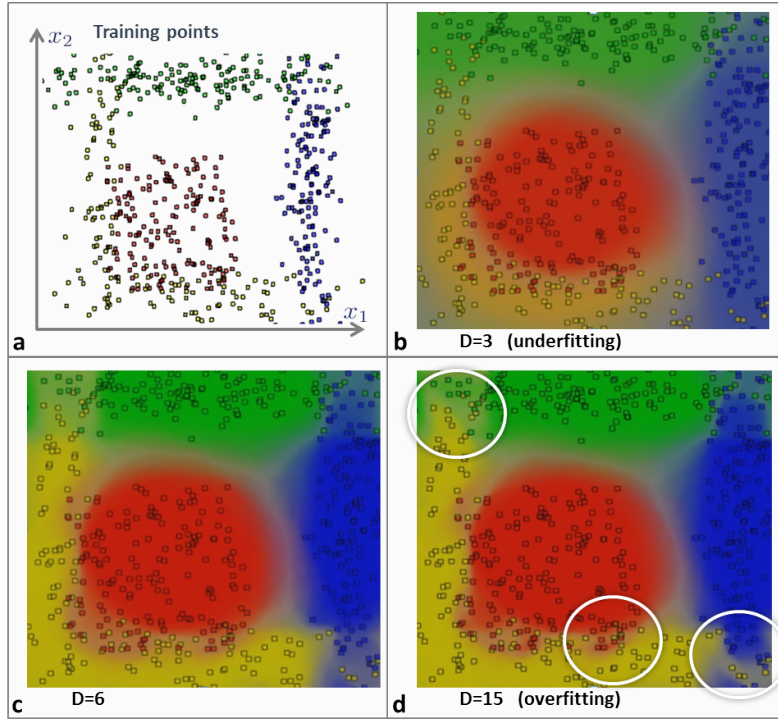 x₂ Training points
x₁
a
b D=3 (underfitting)
c D=6
d D=15 (overfitting)